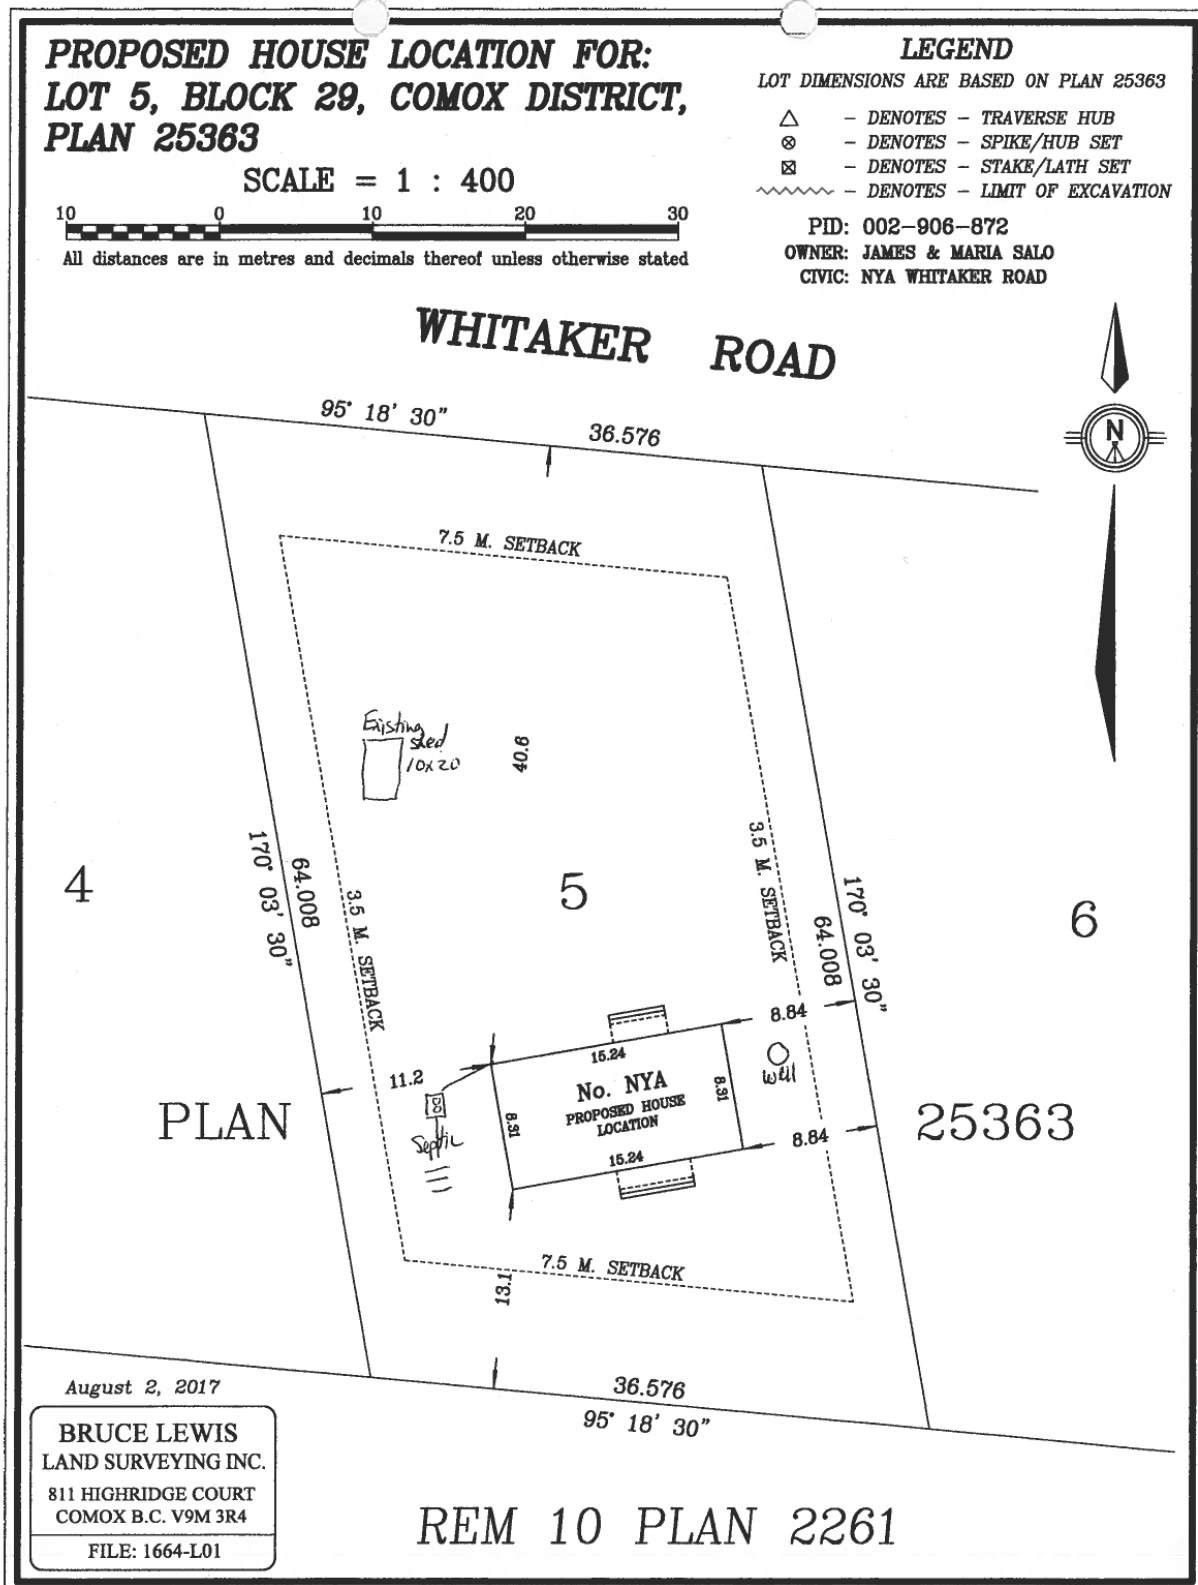 PROPOSED HOUSE LOCATION FOR:
LOT 5, BLOCK 29, COMOX DISTRICT,
PLAN 25363
SCALE = 1 : 400
10 0 10 20 30
All distances are in metres and decimals thereof unless otherwise stated
LEGEND
LOT DIMENSIONS ARE BASED ON PLAN 25363
– DENOTES – TRAVERSE HUB
– DENOTES – SPIKE/HUB SET
– DENOTES – STAKE/LATH SET
– DENOTES – LIMIT OF EXCAVATION
PID: 002-906-872
OWNER: JAMES & MARIA SALO
CIVIC: NYA WHITAKER ROAD
WHITAKER ROAD
N
95° 18' 30"
36.576
7.5 M. SETBACK
Existing
shed
10x20
40.6
170° 03' 30"
64.008
3.5 M. SETBACK
3.5 M. SETBACK
64.008
170° 03' 30"
4
5
6
8.84
15.24
11.2
No. NYA
PROPOSED HOUSE
LOCATION
8.31
8.31
well
PLAN
25363
Septic
15.24
8.84
7.5 M. SETBACK
13.1
36.576
95° 18' 30"
August 2, 2017
BRUCE LEWIS
LAND SURVEYING INC.
811 HIGHRIDGE COURT
COMOX B.C. V9M 3R4
FILE: 1664-L01
REM 10 PLAN 2261